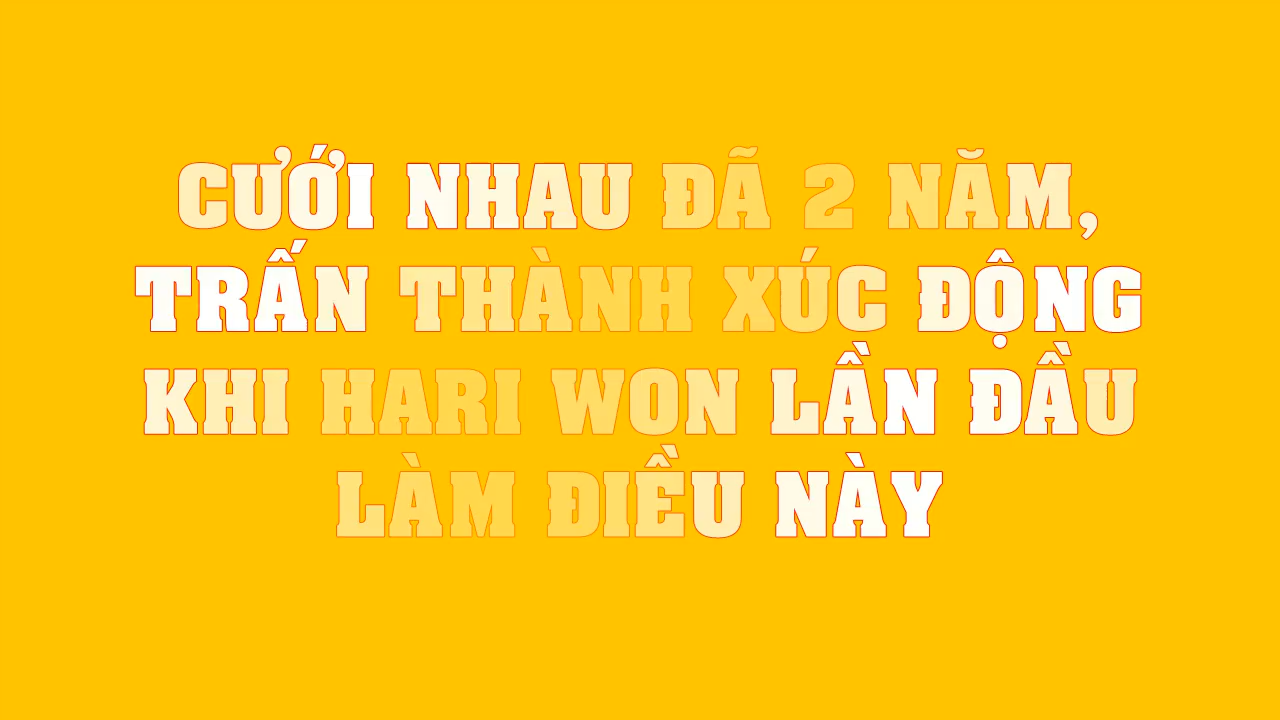 CƯỚI NHAU ĐÃ 2 NĂM,
TRẤN THÀNH XÚC ĐỘNG
KHI HARI WON LẦN ĐẦU
LÀM ĐIỀU NÀY